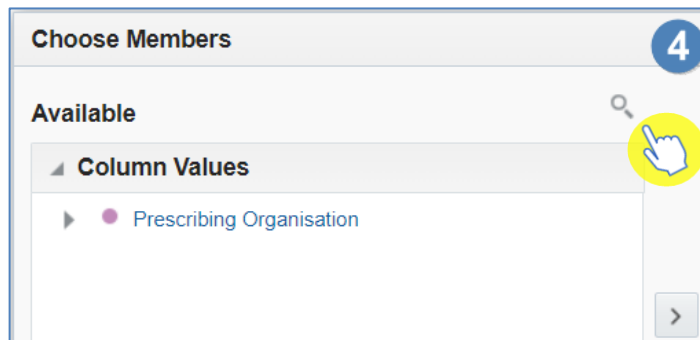 Choose Members
4
Available
Column Values
Prescribing Organisation